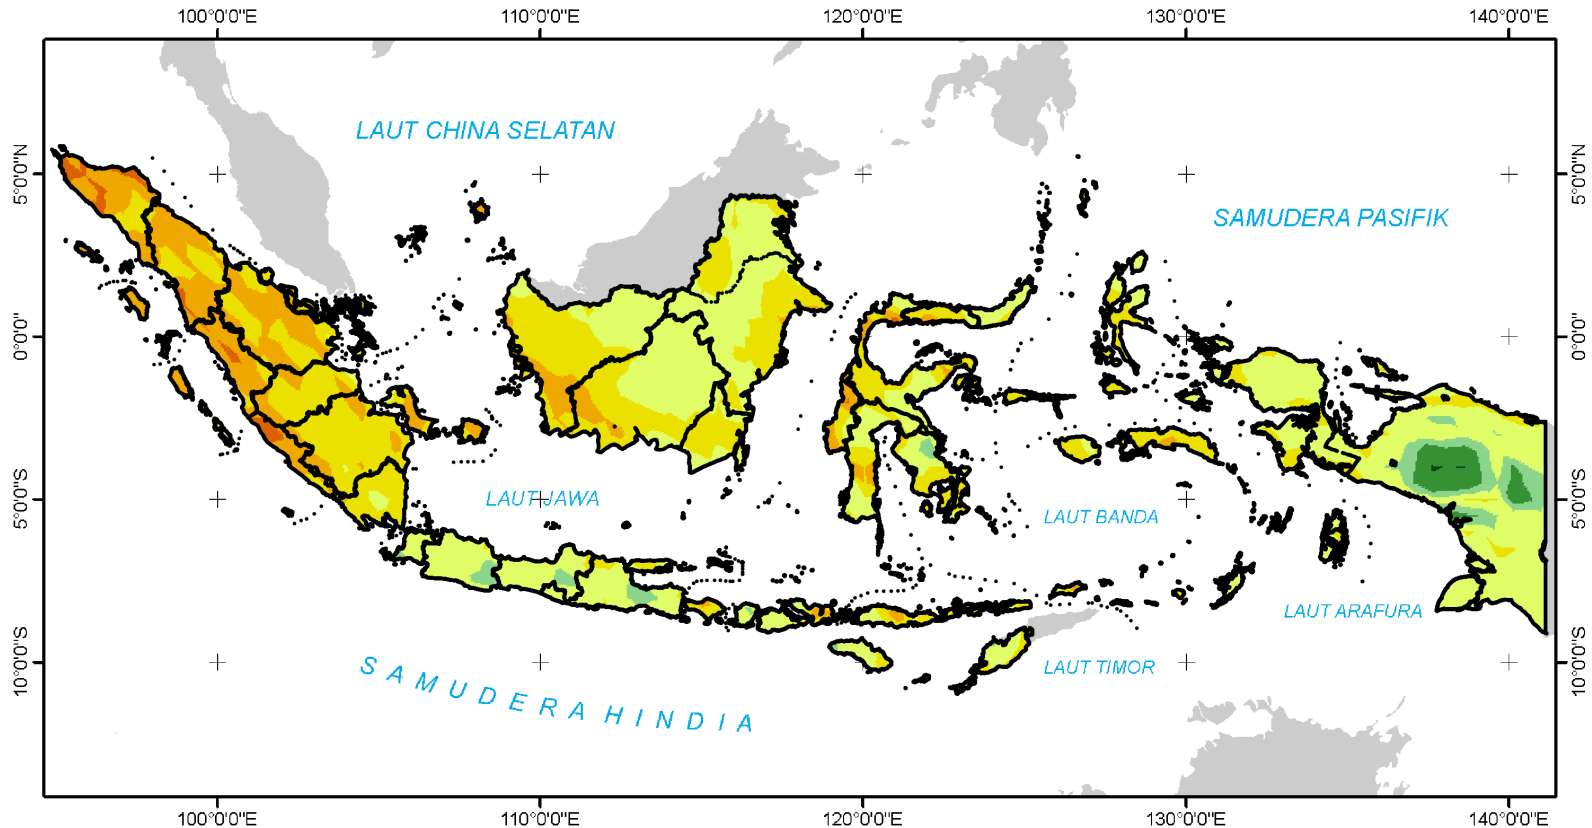 100°0'0"E 110°0'0"E 120°0'0"E 130°0'0"E 140°0'0"E
LAUT CHINA SELATAN
5°0'0"N 5°0'0"N
SAMUDERA PASIFIK
0°0'0" 0°0'0"
5°0'0"S 5°0'0"S
LAUT JAWA
LAUT BANDA
LAUT ARAFURA
10°0'0"S 10°0'0"S
LAUT TIMOR
SAMUDERA HINDIA
100°0'0"E 110°0'0"E 120°0'0"E 130°0'0"E 140°0'0"E